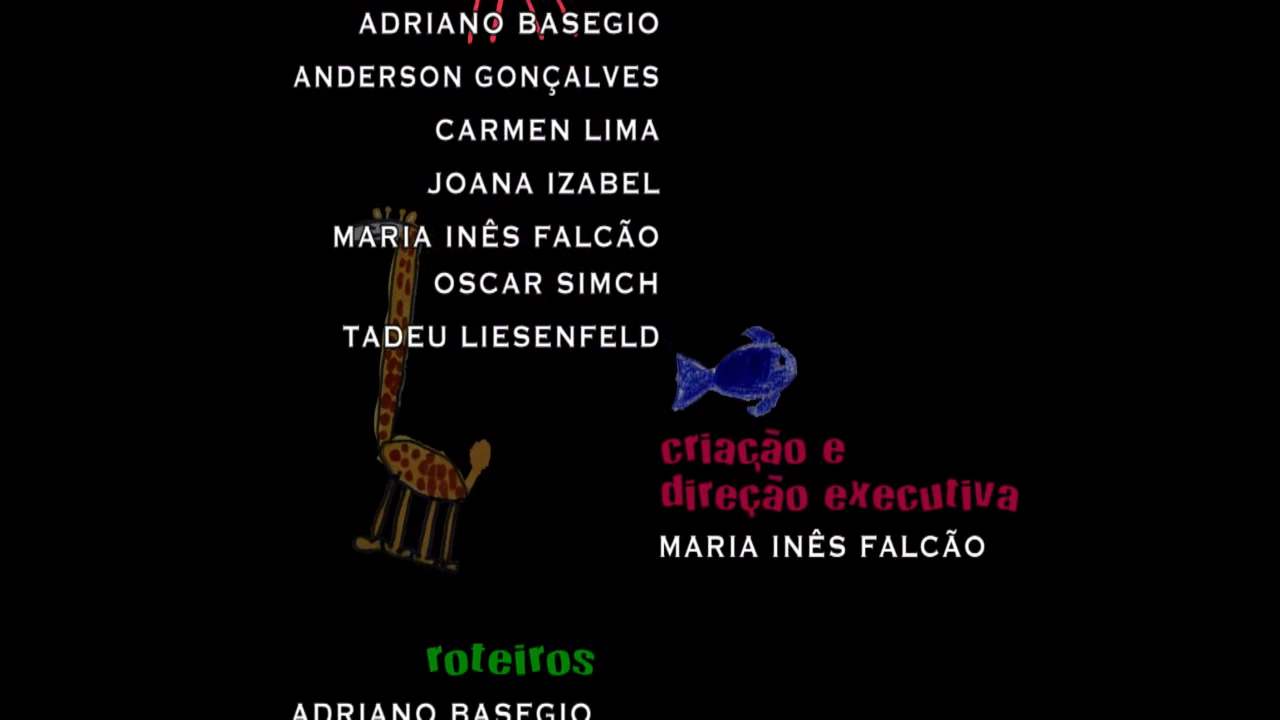 ADRIANO BASEGIO
ANDERSON GONÇALVES
CARMEN LIMA
JOANA IZABEL
MARIA INÊS FALCÃO
OSCAR SIMCH
TADEU LIESENFELD
criação e
direção executiva
MARIA INÊS FALCÃO
roteiros
ADRIANO BASEGIO